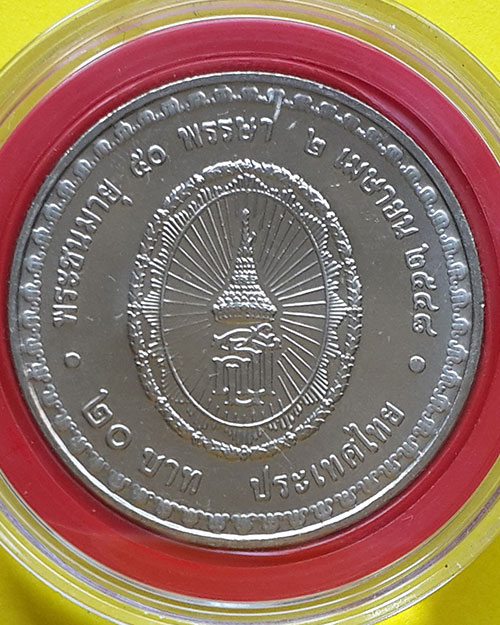 พระชนมายุ ๕๐ พรรษา ๒ เมษายน ๒๕๔๘
๒๐ บาท ประเทศไทย